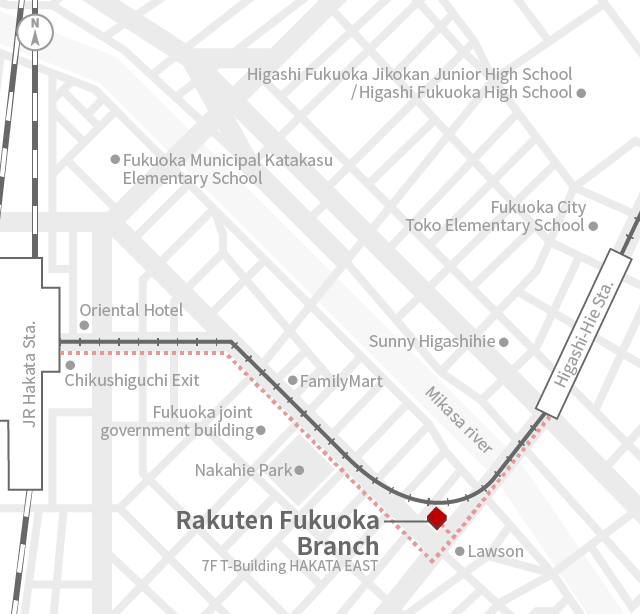 N
Higashi Fukuoka Jikokan Junior High School
/Higashi Fukuoka High School
Fukuoka Municipal Katakasu
Elementary School
Fukuoka City
Toko Elementary School
Higashi-Hie Sta.
Oriental Hotel
JR Hakata Sta.
Sunny Higashihie
Chikushiguchi Exit
FamilyMart
Mikasa river
Fukuoka joint
government building
Nakahie Park
Rakuten Fukuoka
Branch
7F T-Building HAKATA EAST
Lawson